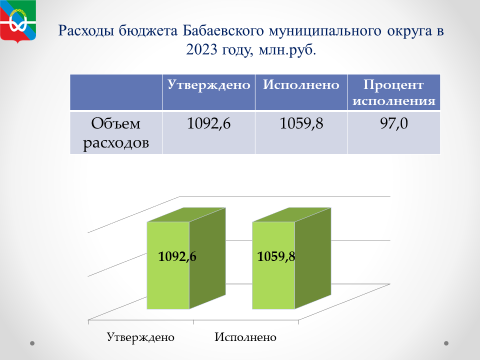 Расходы бюджета Бабаевского муниципального округа в
2023 году, млн.руб.
Утверждено Исполнено Процент
исполнения
Объем
расходов 1092,6 1059,8 97,0
1092,6 1059,8
Утверждено Исполнено